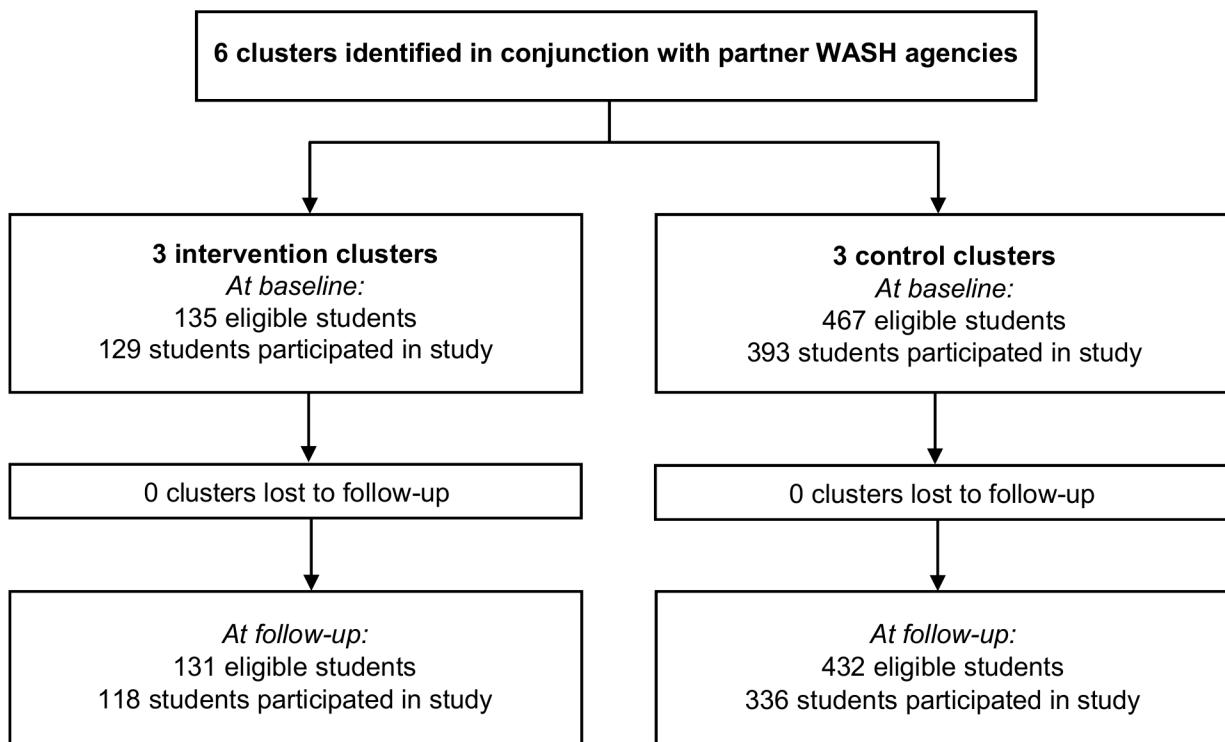 6 clusters identified in conjunction with partner WASH agencies
3 intervention clusters
At baseline:
135 eligible students
129 students participated in study
3 control clusters
At baseline:
467 eligible students
393 students participated in study
0 clusters lost to follow-up
0 clusters lost to follow-up
At follow-up:
131 eligible students
118 students participated in study
At follow-up:
432 eligible students
336 students participated in study